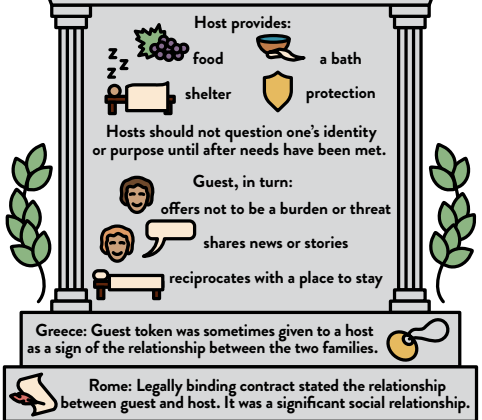 Host provides:
z z z
food
a bath
shelter
protection
Hosts should not question one's identity
or purpose until after needs have been met.
Guest, in turn:
offers not to be a burden or threat
shares news or stories
reciprocates with a place to stay
Greece: Guest token was sometimes given to a host
as a sign of the relationship between the two families.
Rome: Legally binding contract stated the relationship
between guest and host. It was a significant social relationship.